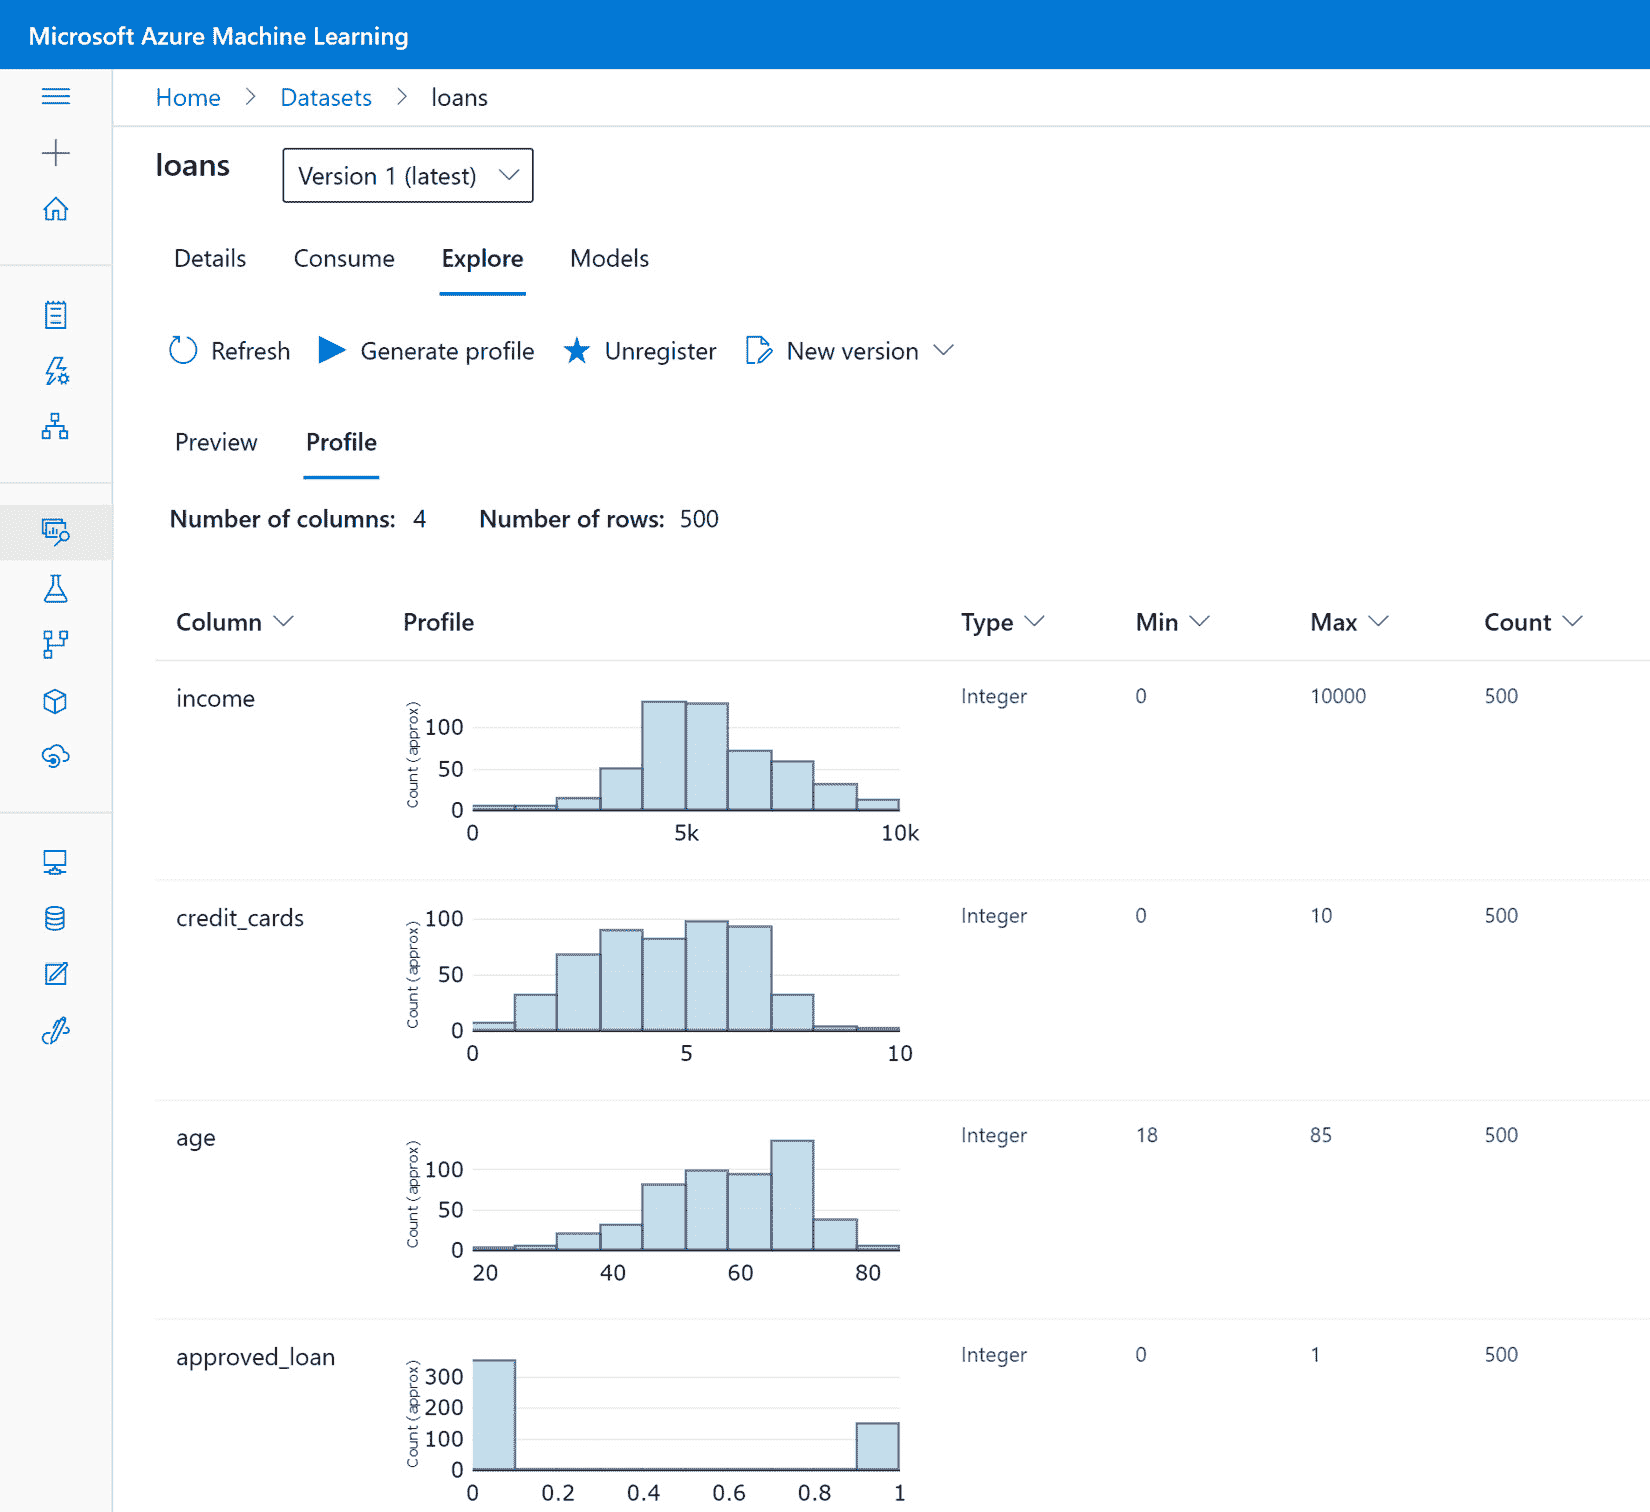 Microsoft Azure Machine Learning
Home > Datasets > loans
loans Version 1 (latest)
Details Consume Explore Models
Refresh Generate profile Unregister New version
Preview Profile
Number of columns: 4 Number of rows: 500
Column Profile Type Min Max Count
income Integer 0 10000 500
Count (approx)
100
50
0
0 5k 10k
credit_cards Integer 0 10 500
Count (approx)
100
50
0
0 5 10
age Integer 18 85 500
Count (approx)
100
50
0
20 40 60 80
approved_loan Integer 0 1 500
Count (approx)
300
200
100
0
0 0.2 0.4 0.6 0.8 1